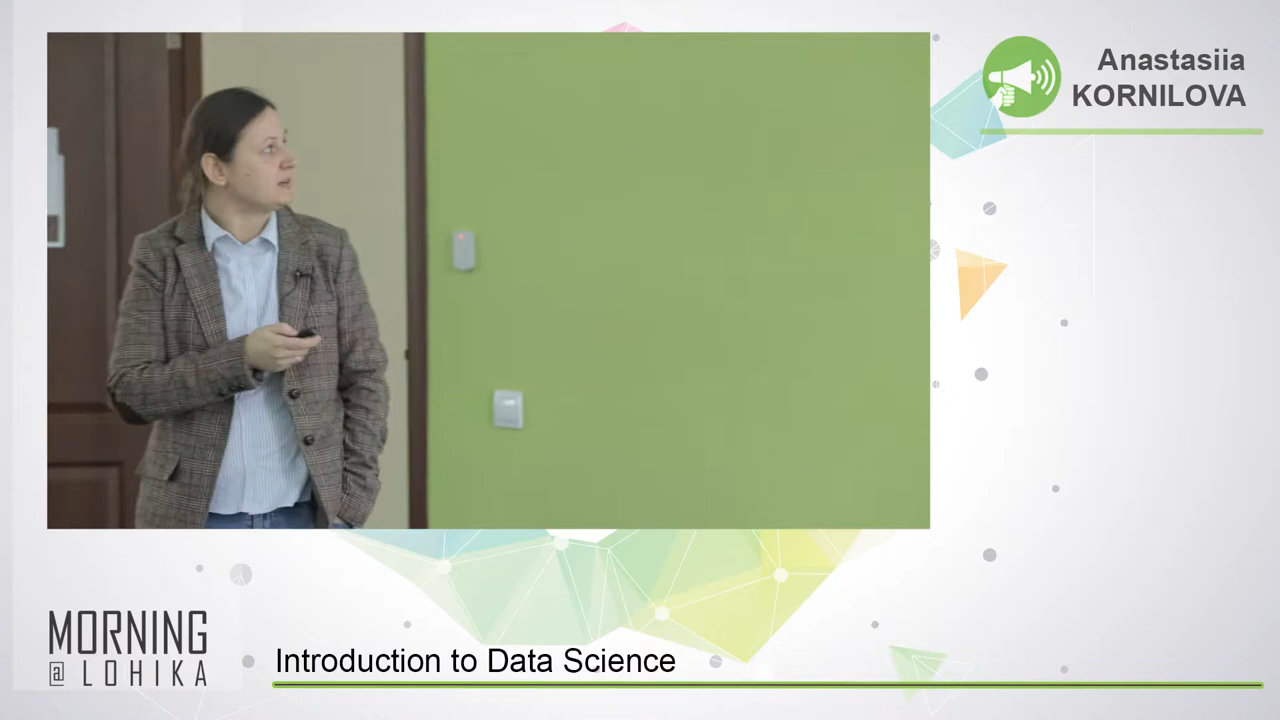 Anastasiia
KORNILOVA
MORNING
@ LOHIKA
Introduction to Data Science